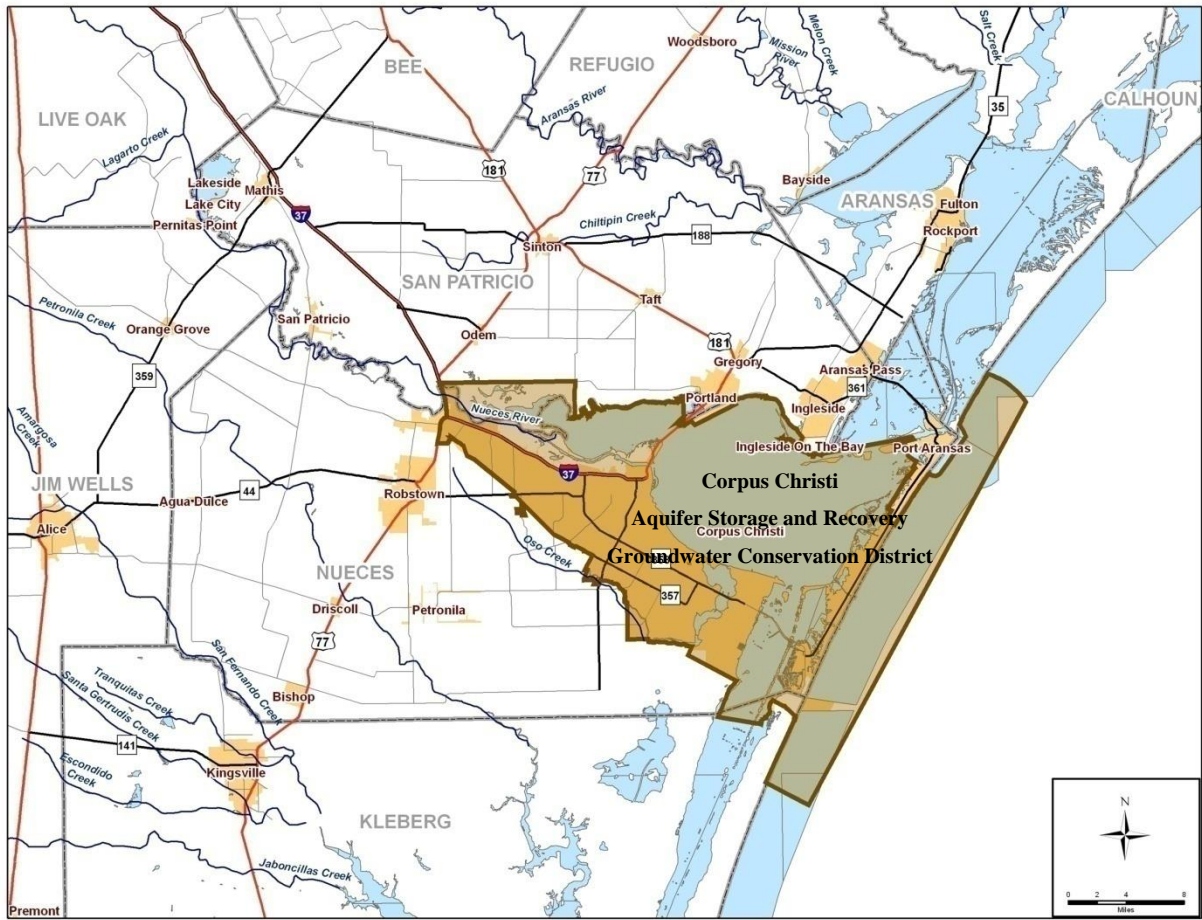 Woodsboro
Mission
River
Melon Creek
Salt Creek
BEE
REFUGIO
CALHOUN
LIVE OAK
Aransas River
35
Lagarto Creek
181
77
Bayside
Lakeside
Lake City
Mathis
Pernitas Point
37
ARANSAS
Fulton
Rockport
Chiltipin Creek
188
Sinton
SAN PATRICIO
Taft
Petronila Creek
Orange Grove
San Patricio
Odem
181
Gregory
359
Aransas Pass
361
Portland
Ingleside
Nueces River
Amargosa
Creek
Ingleside On The Bay
Port Aransas
37
Corpus Christi
JIM WELLS
44
Robstown
Agua Dulce
Alice
Aquifer Storage and Recovery
Corpus Christi
Oso Creek
Groundwater Conservation District
NUECES
357
Driscoll
Petronila
77
San Fernando Creek
Tranquitas Creek
Santa Gertrudis Creek
Bishop
141
Escondido
Creek
Kingsville
KLEBERG
Jaboncillas Creek
Premont
N
0 2 4 8
Miles